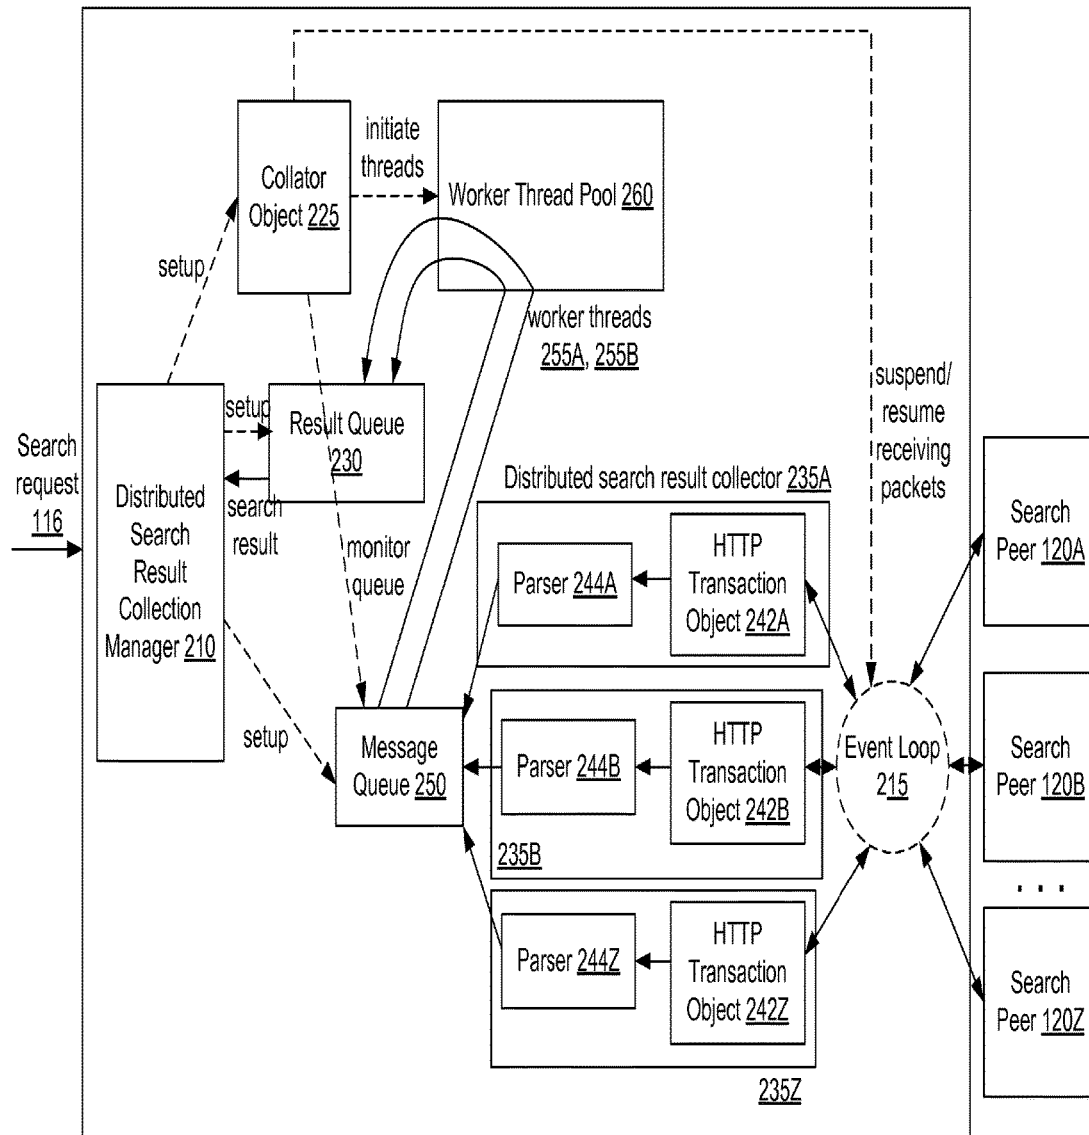 initiate
threads
Collator
Object 225
Worker Thread Pool 260
setup
worker threads
255A, 255B
suspend/
resume
receiving
packets
Search
request
116
setup
Result Queue
230
search
result
Distributed
Search
Result
Collection
Manager 210
monitor
queue
Distributed search result collector 235A
Parser 244A
HTTP
Transaction
Object 242A
Search
Peer 120A
setup
Message
Queue 250
Parser 244B
HTTP
Transaction
Object 242B
235B
Event Loop
215
Search
Peer 120B
. . .
Parser 244Z
HTTP
Transaction
Object 242Z
235Z
Search
Peer 120Z